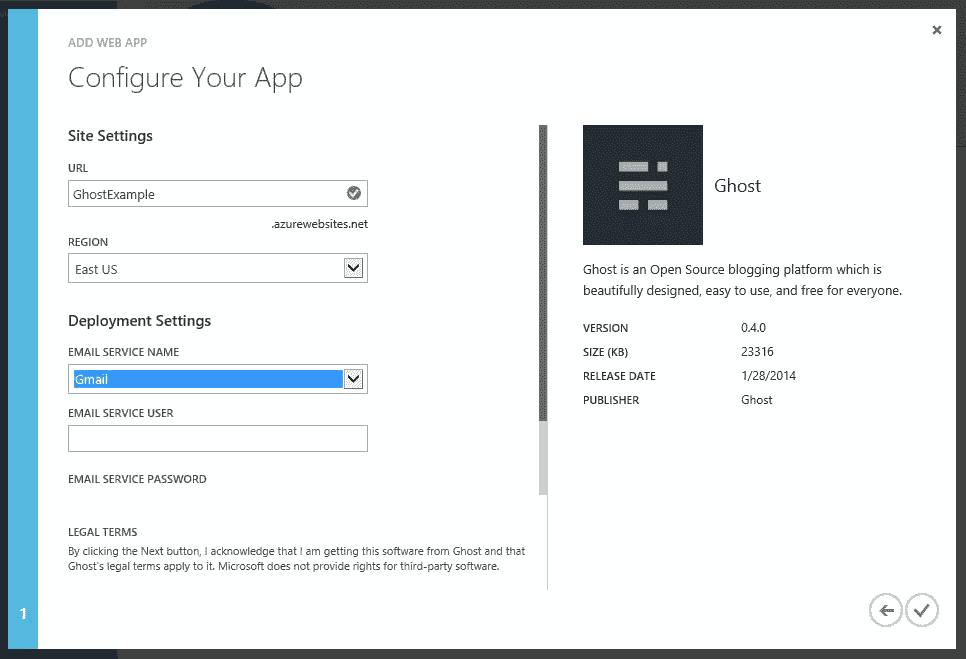 ADD WEB APP
Configure Your App
Site Settings
URL
GhostExample
.azurewebsites.net
REGION
East US
Deployment Settings
EMAIL SERVICE NAME
Gmail
EMAIL SERVICE USER
EMAIL SERVICE PASSWORD
LEGAL TERMS
By clicking the Next button, I acknowledge that I am getting this software from Ghost and that
Ghost's legal terms apply to it. Microsoft does not provide rights for third-party software.
1
Ghost
Ghost is an Open Source blogging platform which is
beautifully designed, easy to use, and free for everyone.
VERSION 0.4.0
SIZE (KB) 23316
RELEASE DATE 1/28/2014
PUBLISHER Ghost